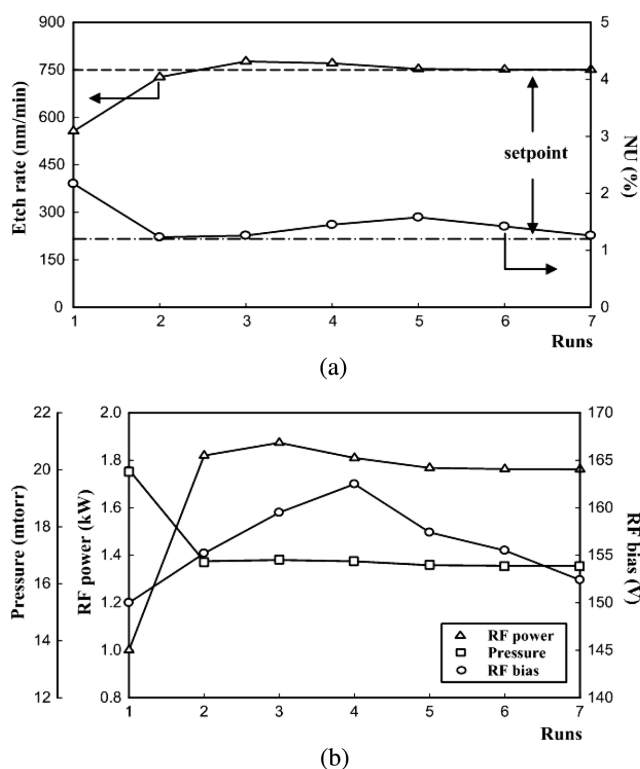 Etch rate (nm/min)
900
750
600
450
300
150
0
setpoint
5
4
3
2
1
0
NU (%)
1 2 3 4 5 6 7
Runs
(a)
Pressure (mtorr)
22
20
18
16
14
12
RF power (kW)
2.0
1.8
1.6
1.4
1.2
1.0
0.8
170
165
160
154
150
145
140
RF bias (V)
RF power
Pressure
RF bias
1 2 3 4 5 6 7
Runs
(b)